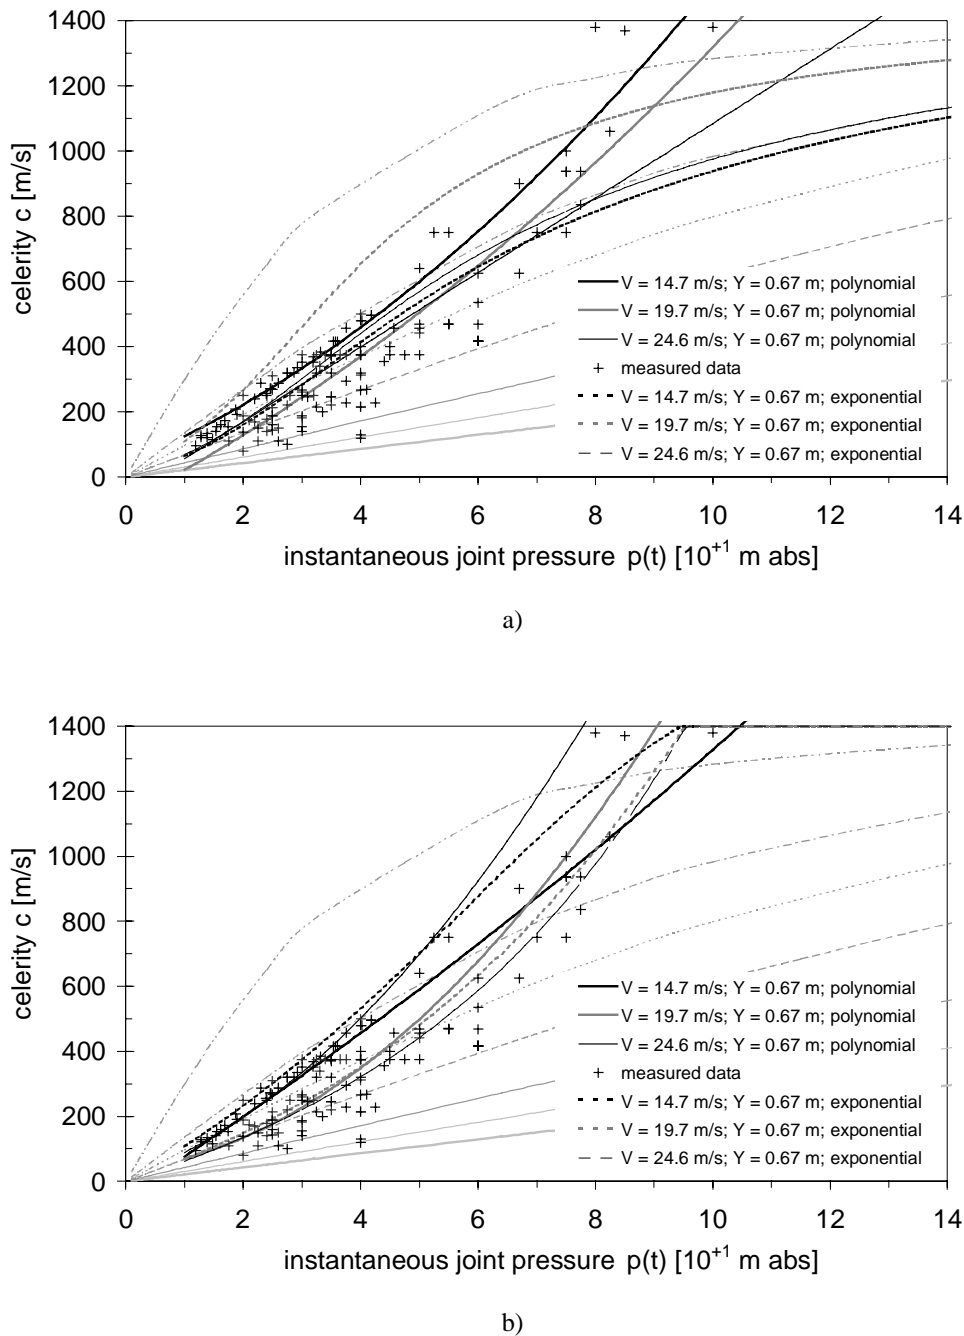 1400
1200
1000
800
600
400
200
0
celerity c [m/s]
V = 14.7 m/s; Y = 0.67 m; polynomial
V = 19.7 m/s; Y = 0.67 m; polynomial
V = 24.6 m/s; Y = 0.67 m; polynomial
measured data
V = 14.7 m/s; Y = 0.67 m; exponential
V = 19.7 m/s; Y = 0.67 m; exponential
V = 24.6 m/s; Y = 0.67 m; exponential
0 2 4 6 8 10 12 14
instantaneous joint pressure p(t) [10⁺¹ m abs]
a)
1400
1200
1000
800
600
400
200
0
celerity c [m/s]
V = 14.7 m/s; Y = 0.67 m; polynomial
V = 19.7 m/s; Y = 0.67 m; polynomial
V = 24.6 m/s; Y = 0.67 m; polynomial
measured data
V = 14.7 m/s; Y = 0.67 m; exponential
V = 19.7 m/s; Y = 0.67 m; exponential
V = 24.6 m/s; Y = 0.67 m; exponential
0 2 4 6 8 10 12 14
instantaneous joint pressure p(t) [10⁺¹ m abs]
b)